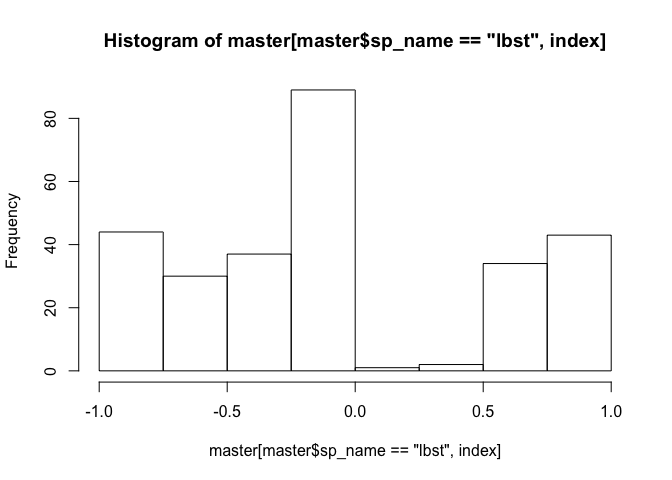 Histogram of master[master$sp_name == "lbst", index]
Frequency
80
60
40
20
0
-1.0 -0.5 0.0 0.5 1.0
master[master$sp_name == "lbst", index]